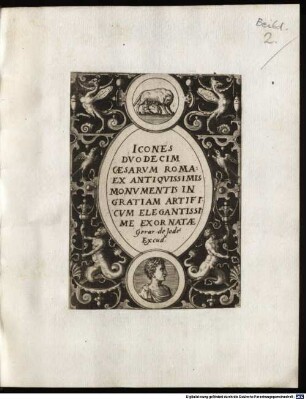 Beibd.
2.
ICONES
DVODECIM
CÆSARVM ROMA:
EX ANTIQVISSIMIS
MONVMENTIS IN
GRATIAM ARTIFI
CVM ELEGANTISSI
ME EXORNATÆ
Gerar. de Jode
Excud.